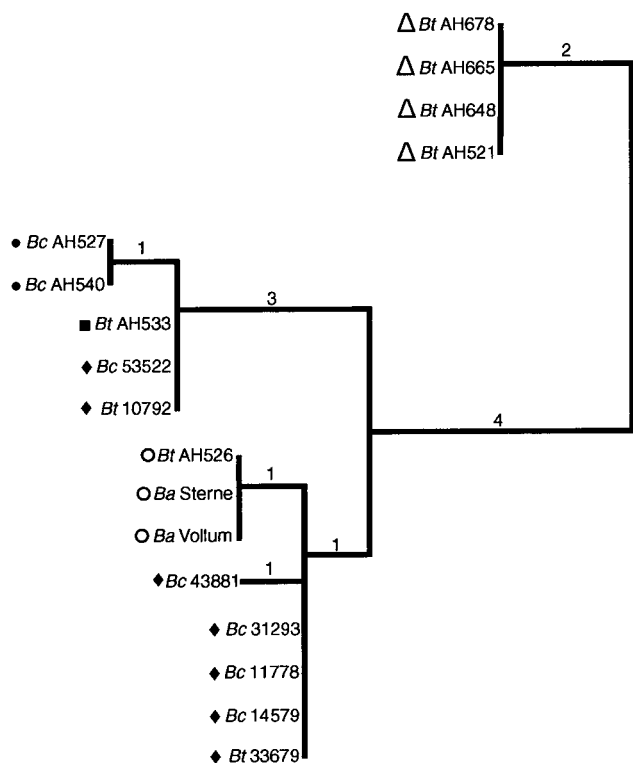 Δ Bt AH678
2
Δ Bt AH665
Δ Bt AH648
Δ Bt AH521
● Bc AH527
1
● Bc AH540
3
■ Bt AH533
♦ Bc 53522
♦ Bt 10792
4
○ Bt AH526
1
○ Ba Sterne
○ Ba Vollum
1
♦ Bc 43881
1
♦ Bc 31293
♦ Bc 11778
♦ Bc 14579
♦ Bt 33679